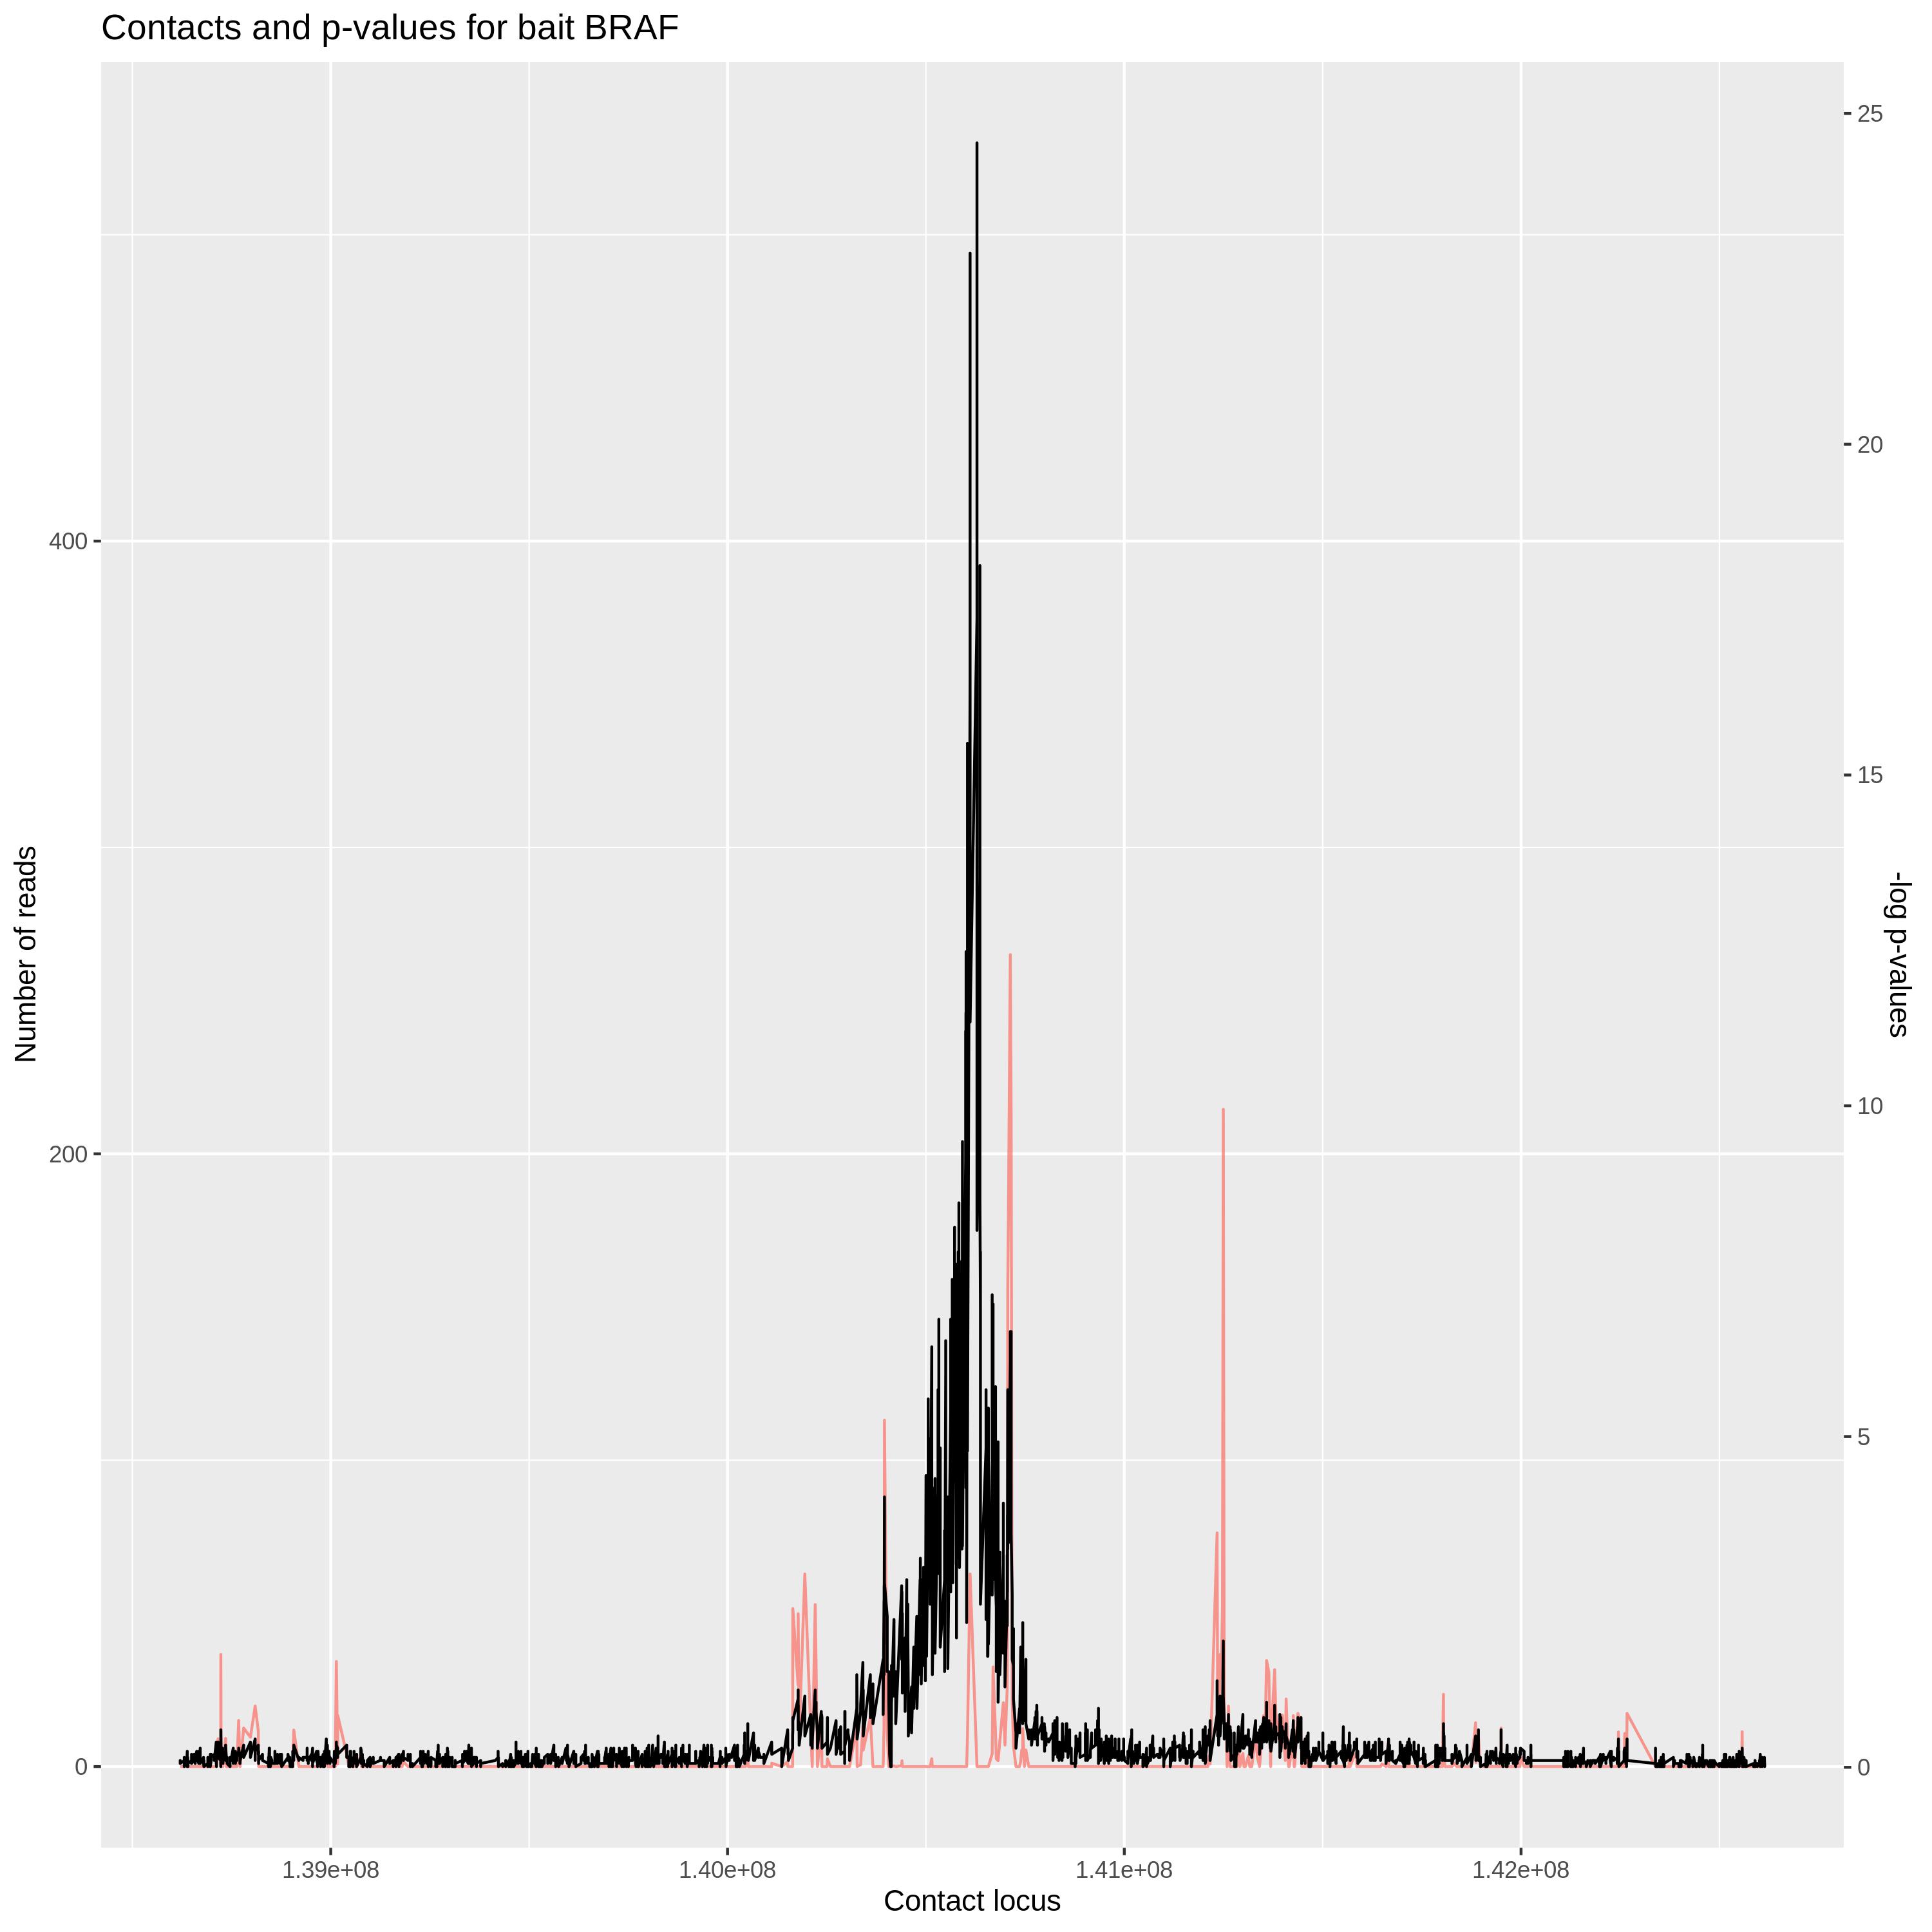 Contacts and p-values for bait BRAF
25
20
400
15
Number of reads
-log p-values
10
200
5
0
0
1.39e+08
1.40e+08
1.41e+08
1.42e+08
Contact locus